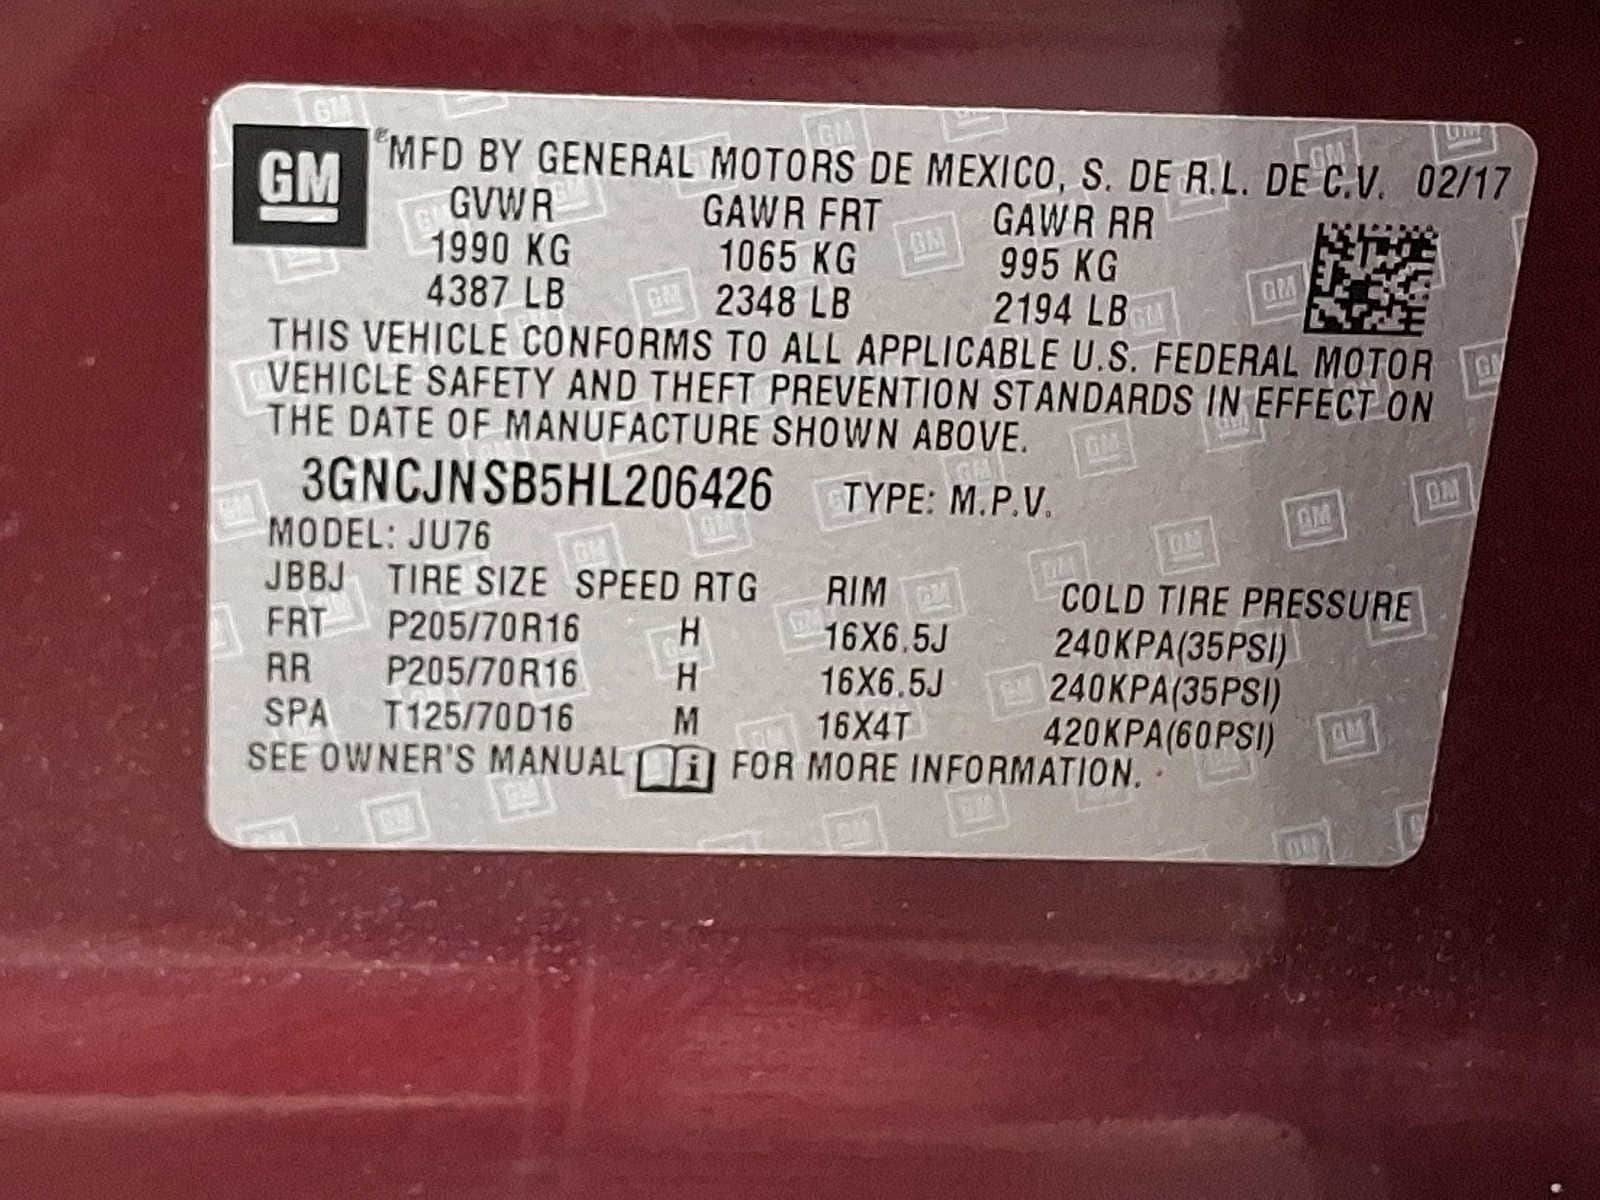 GM
® MFD BY GENERAL MOTORS DE MEXICO, S. DE R.L. DE C.V. 02/17
GVWR GAWR FRT GAWR RR
1990 KG 1065 KG 995 KG
4387 LB 2348 LB 2194 LB
THIS VEHICLE CONFORMS TO ALL APPLICABLE U.S. FEDERAL MOTOR
VEHICLE SAFETY AND THEFT PREVENTION STANDARDS IN EFFECT ON
THE DATE OF MANUFACTURE SHOWN ABOVE.
3GNCJNSB5HL206426 TYPE: M.P.V.
MODEL: JU76
JBBJ TIRE SIZE SPEED RTG RIM COLD TIRE PRESSURE
FRT P205/70R16 H 16X6.5J 240KPA(35PSI)
RR P205/70R16 H 16X6.5J 240KPA(35PSI)
SPA T125/70D16 M 16X4T 420KPA(60PSI)
SEE OWNER'S MANUAL i FOR MORE INFORMATION.